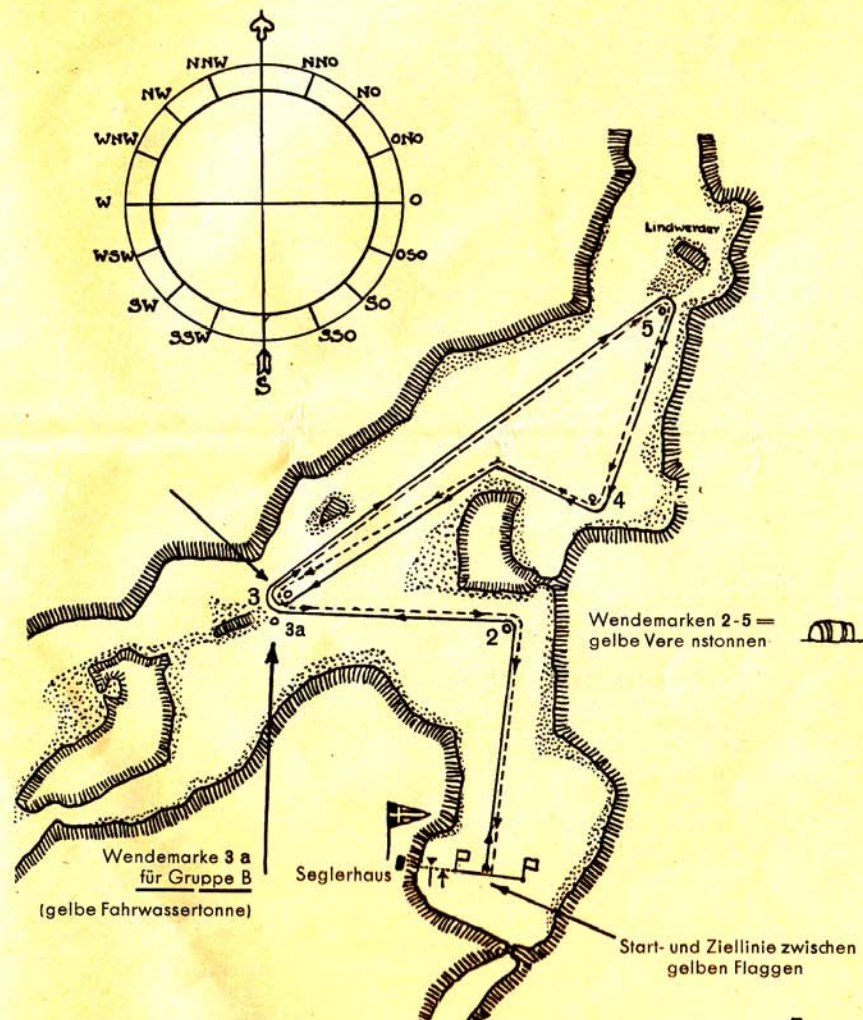 NNW
NNO
NW
NO
WNW
ONO
W
O
WSW
OSO
SW
SO
SSW
SSO
S
Lindwerder
5
4
3
3a
2
Wendemarken 2-5 =
gelbe Vere nstonnen
Wendemarke 3 a
für Gruppe B
(gelbe Fahrwassertonne)
Seglerhaus
Start- und Ziellinie zwischen
gelben Flaggen